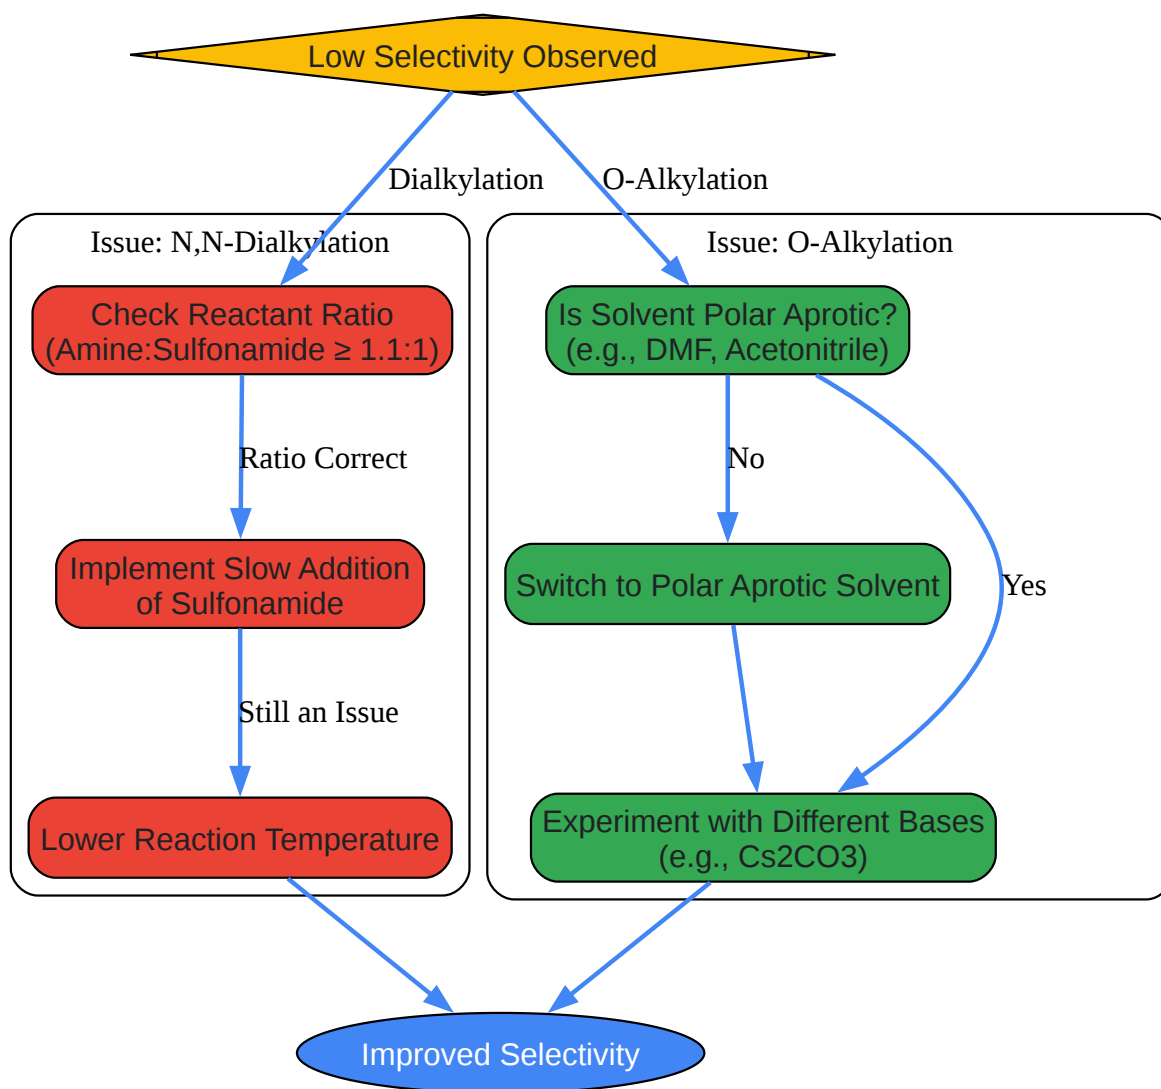 Low Selectivity Observed
Dialkylation
O-Alkylation
Issue: N,N-Dialkylation
Check Reactant Ratio
(Amine:Sulfonamide ≥ 1.1:1)
Ratio Correct
Implement Slow Addition
of Sulfonamide
Still an Issue
Lower Reaction Temperature
Issue: O-Alkylation
Is Solvent Polar Aprotic?
(e.g., DMF, Acetonitrile)
No
Yes
Switch to Polar Aprotic Solvent
Experiment with Different Bases
(e.g., Cs2CO3)
Improved Selectivity